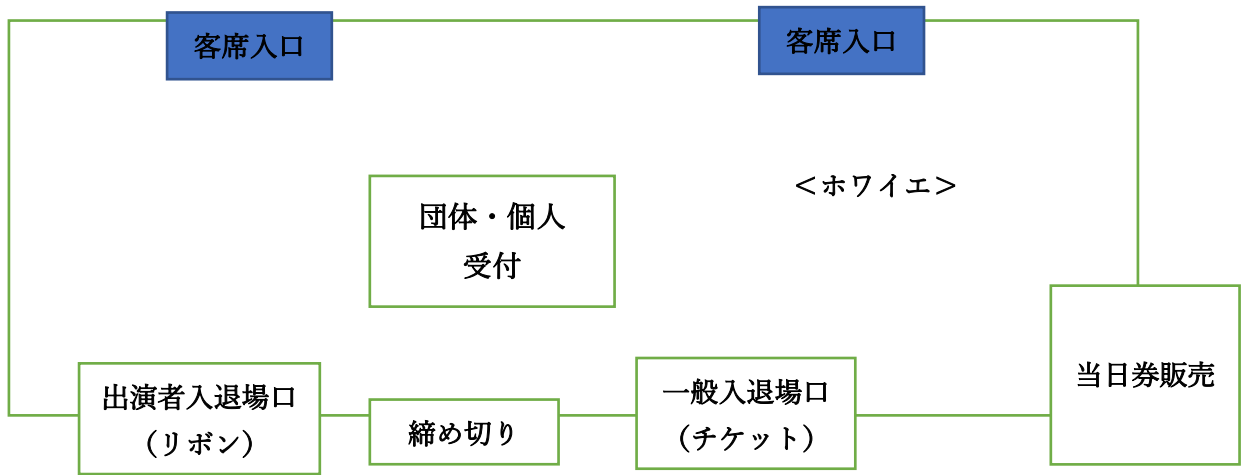 客席入口
客席入口
＜ホワイエ＞
団体・個人
受付
出演者入退場口
（リボン）
締め切り
一般入退場口
（チケット）
当日券販売